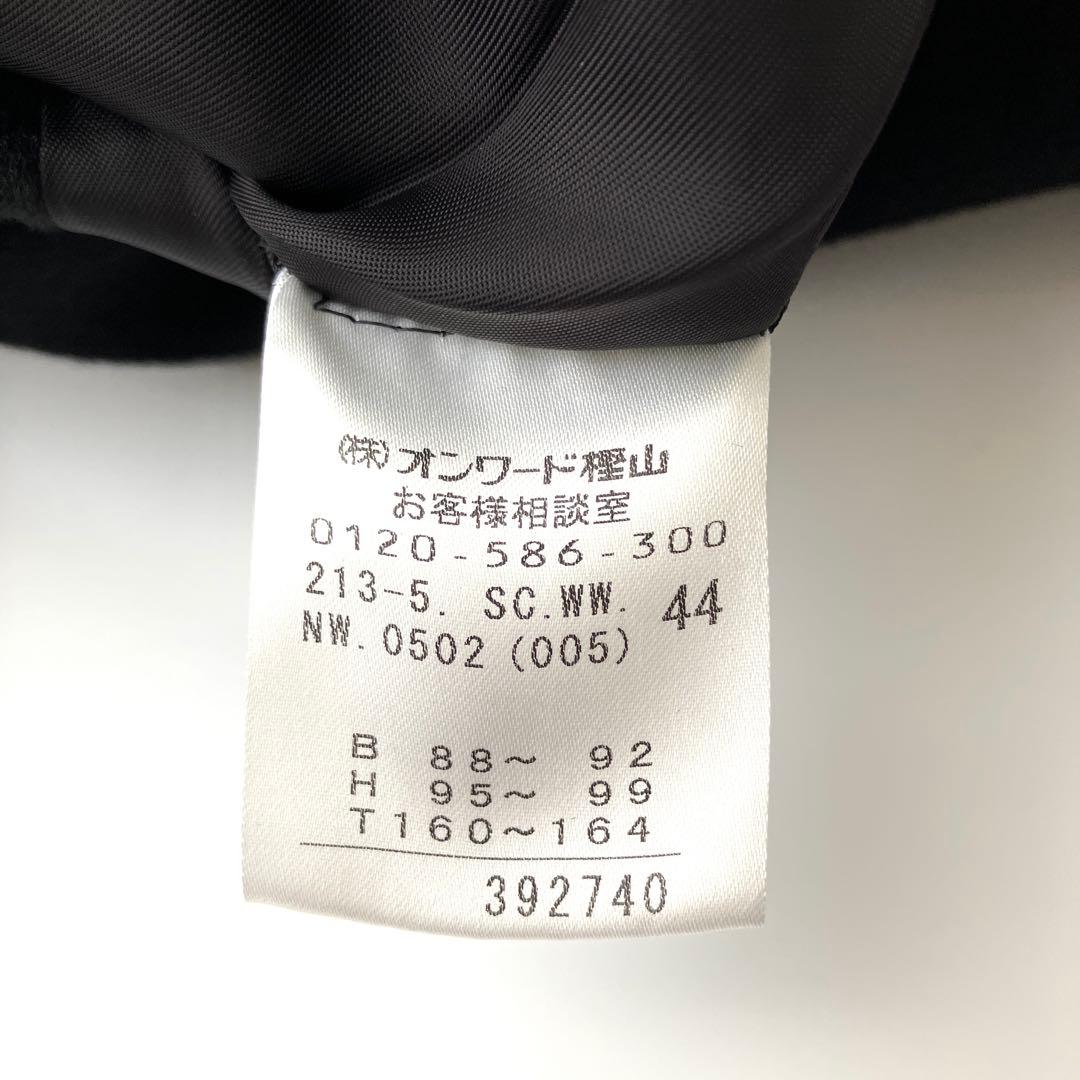 (株)オンワード樫山
お客様相談室
0120-586-300
213-5. SC.WW. 44
NW.0502(005)
B 88~ 92
H 95~ 99
T160~164
392740